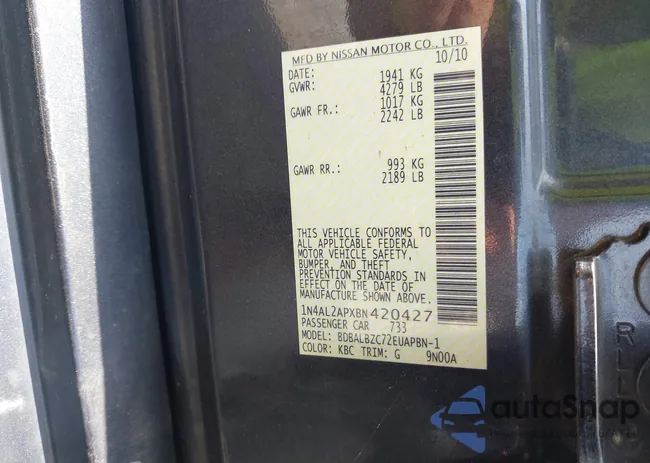 MFD BY NISSAN MOTOR CO., LTD.
DATE: 10/10
GVWR: 1941 KG
4279 LB
GAWR FR.: 1017 KG
2242 LB
GAWR RR.: 993 KG
2189 LB
THIS VEHICLE CONFORMS TO
ALL APPLICABLE FEDERAL
MOTOR VEHICLE SAFETY,
BUMPER, AND THEFT
PREVENTION STANDARDS IN
EFFECT ON THE DATE OF
MANUFACTURE SHOWN ABOVE.
1N4AL2APXBN420427
PASSENGER CAR 733
MODEL: BDBALBZC72EUAPBN-1
COLOR: KBC TRIM: G 9N00A
autoSnap